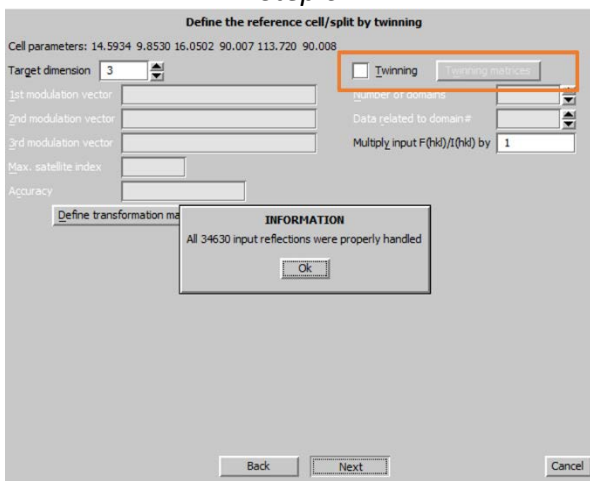 Define the reference cell/split by twinning
Cell parameters: 14.5934 9.8530 16.0502 90.007 113.720 90.008
Target dimension 3 Twinning Twinning matrices
1st modulation vector Number of domains
2nd modulation vector Data related to domain#
3rd modulation vector Multiply input F(hkl)/I(hkl) by 1
Max. satellite index
Accuracy
Define transformation ma
INFORMATION
All 34630 input reflections were properly handled
Ok
Back Next Cancel